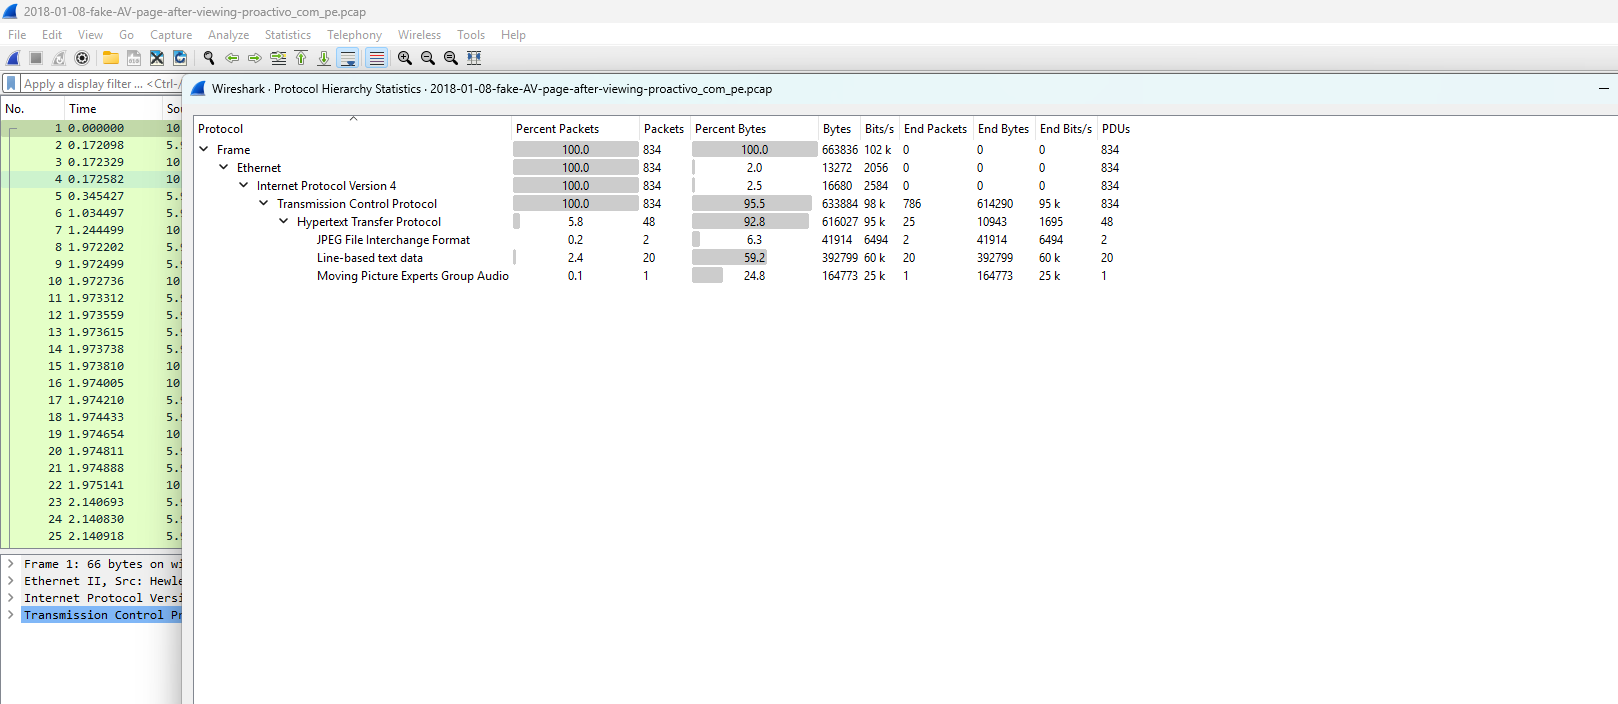 2018-01-08-fake-AV-page-after-viewing-proactivo_com_pe.pcap
File Edit View Go Capture Analyze Statistics Telephony Wireless Tools Help
Apply a display filter ... <Ctrl-/
Wireshark · Protocol Hierarchy Statistics · 2018-01-08-fake-AV-page-after-viewing-proactivo_com_pe.pcap
No. Time So
1 0.000000 10
2 0.172098 5.
3 0.172329 10
4 0.172582 10
5 0.345427 5.
6 1.034497 5.
7 1.244499 10
8 1.972202 5.
9 1.972499 5.
10 1.972736 10
11 1.973312 5.
12 1.973559 5.
13 1.973615 5.
14 1.973738 5.
15 1.973810 10
16 1.974005 10
17 1.974210 5.
18 1.974433 5.
19 1.974654 10
20 1.974811 5.
21 1.974888 5.
22 1.975141 10
23 2.140693 5.
24 2.140830 5.
25 2.140918 5.
Frame 1: 66 bytes on wi
Ethernet II, Src: Hewle
Internet Protocol Versi
Transmission Control Pr
Protocol Percent Packets Packets Percent Bytes Bytes Bits/s End Packets End Bytes End Bits/s PDUs
Frame 100.0 834 100.0 663836 102 k 0 0 0 834
Ethernet 100.0 834 2.0 13272 2056 0 0 0 834
Internet Protocol Version 4 100.0 834 2.5 16680 2584 0 0 0 834
Transmission Control Protocol 100.0 834 95.5 633884 98 k 786 614290 95 k 834
Hypertext Transfer Protocol 5.8 48 92.8 616027 95 k 25 10943 1695 48
JPEG File Interchange Format 0.2 2 6.3 41914 6494 2 41914 6494 2
Line-based text data 2.4 20 59.2 392799 60 k 20 392799 60 k 20
Moving Picture Experts Group Audio 0.1 1 24.8 164773 25 k 1 164773 25 k 1